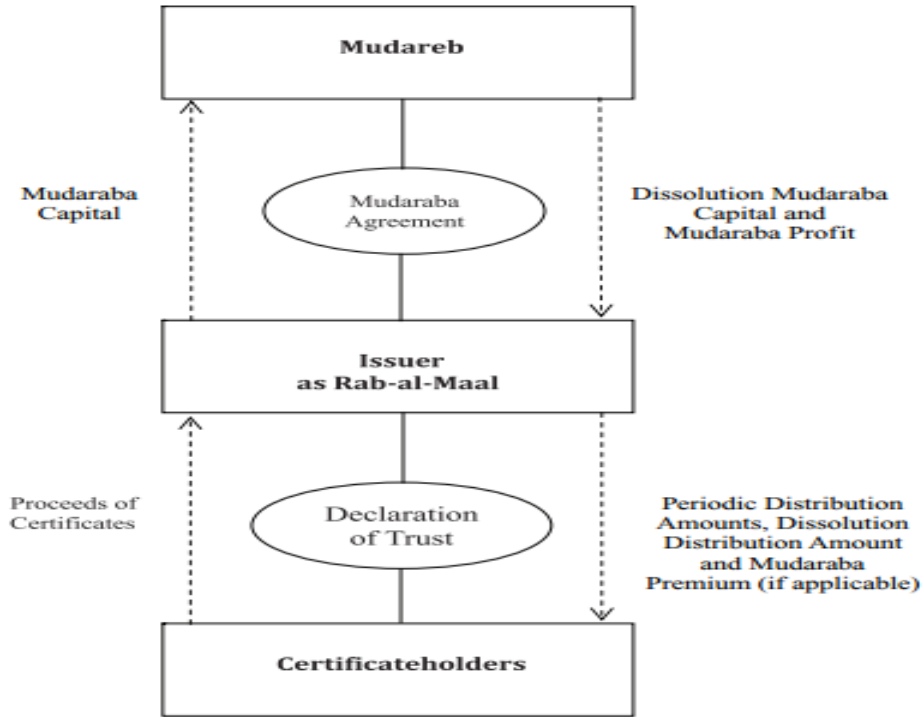 Mudareb
Mudaraba
Capital
Mudaraba
Agreement
Dissolution Mudaraba
Capital and
Mudaraba Profit
Issuer
as Rab-al-Maal
Proceeds of
Certificates
Declaration
of Trust
Periodic Distribution
Amounts, Dissolution
Distribution Amount
and Mudaraba
Premium (if applicable)
Certificateholders